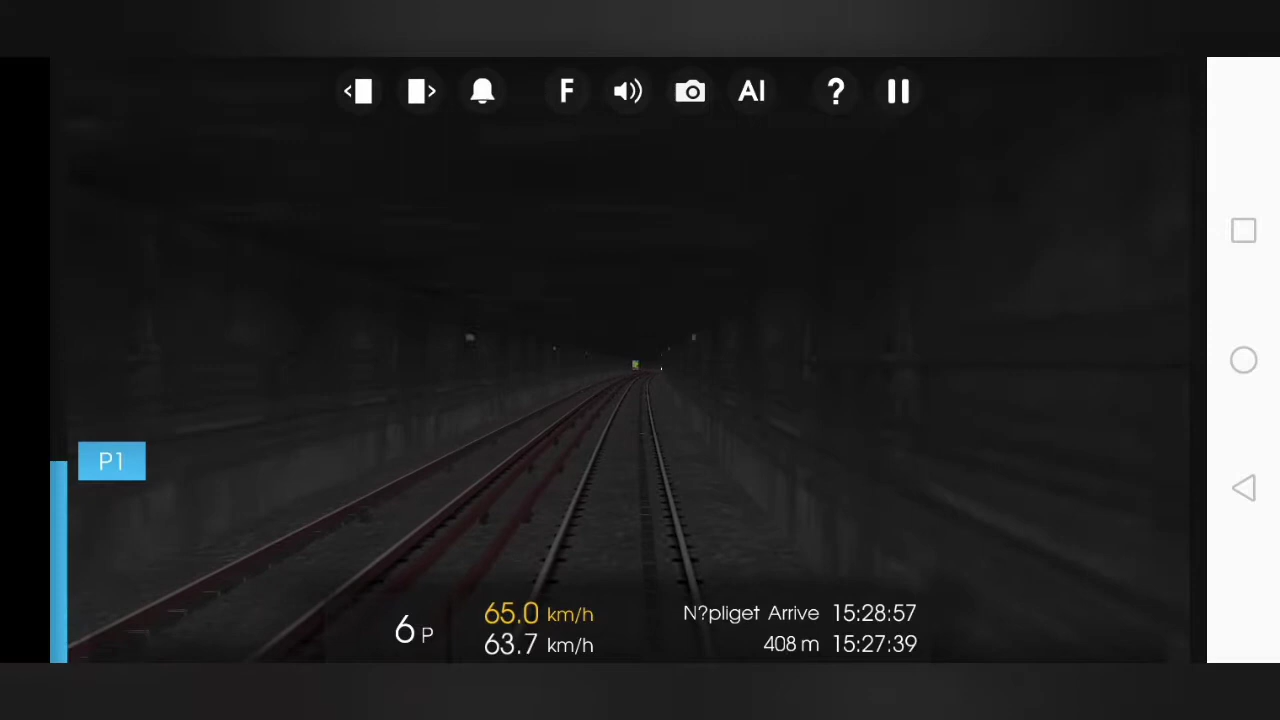 F AI ?
P1
6 P
65.0 km/h
63.7 km/h
N?pliget Arrive 15:28:57
408 m 15:27:39